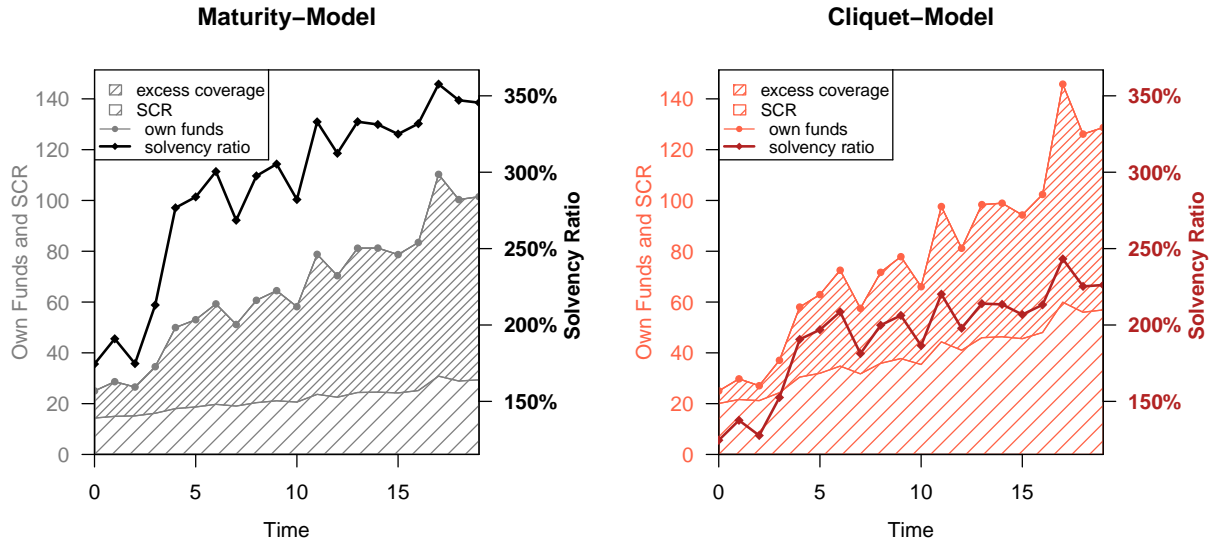 Maturity−Model
excess coverage
SCR
own funds
solvency ratio
Own Funds and SCR
0
20
40
60
80
100
120
140
150%
200%
250%
300%
350%
Solvency Ratio
0
5
10
15
Time
Cliquet−Model
excess coverage
SCR
own funds
solvency ratio
Own Funds and SCR
0
20
40
60
80
100
120
140
150%
200%
250%
300%
350%
Solvency Ratio
0
5
10
15
Time